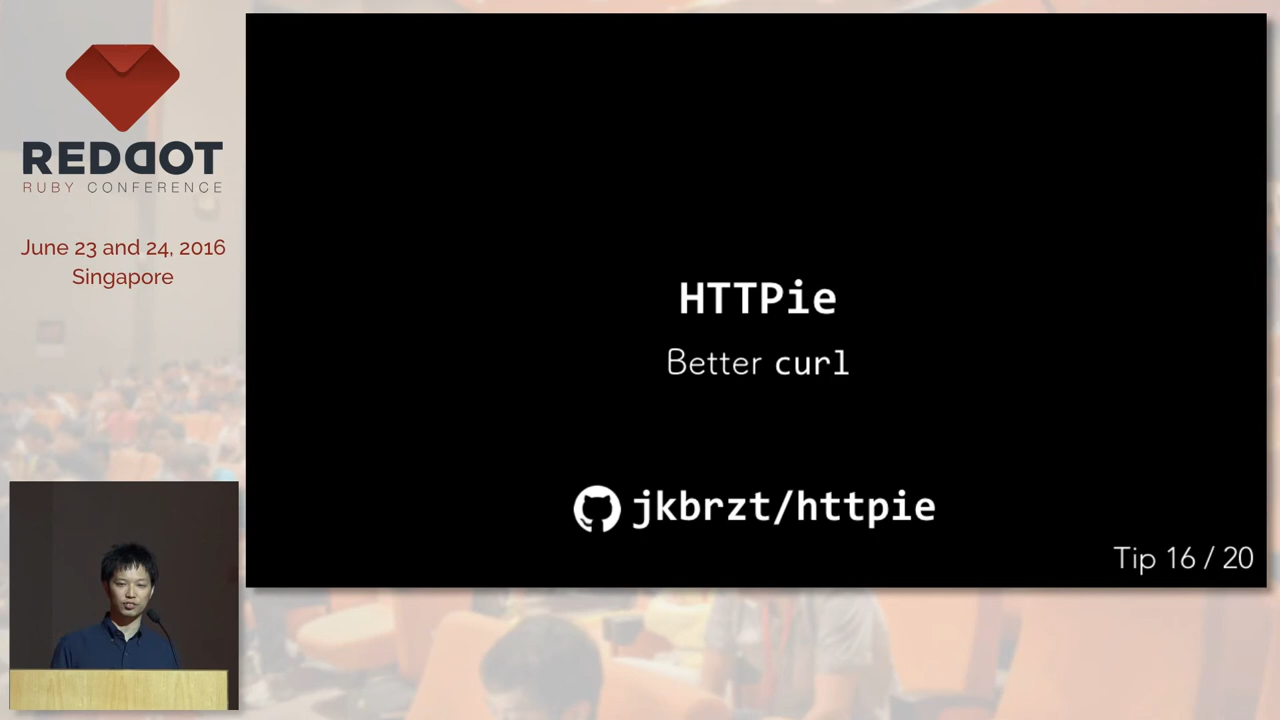 REDDOT
RUBY CONFERENCE
June 23 and 24, 2016
Singapore
HTTPie
Better curl
jkbrzt/httpie
Tip 16 / 20